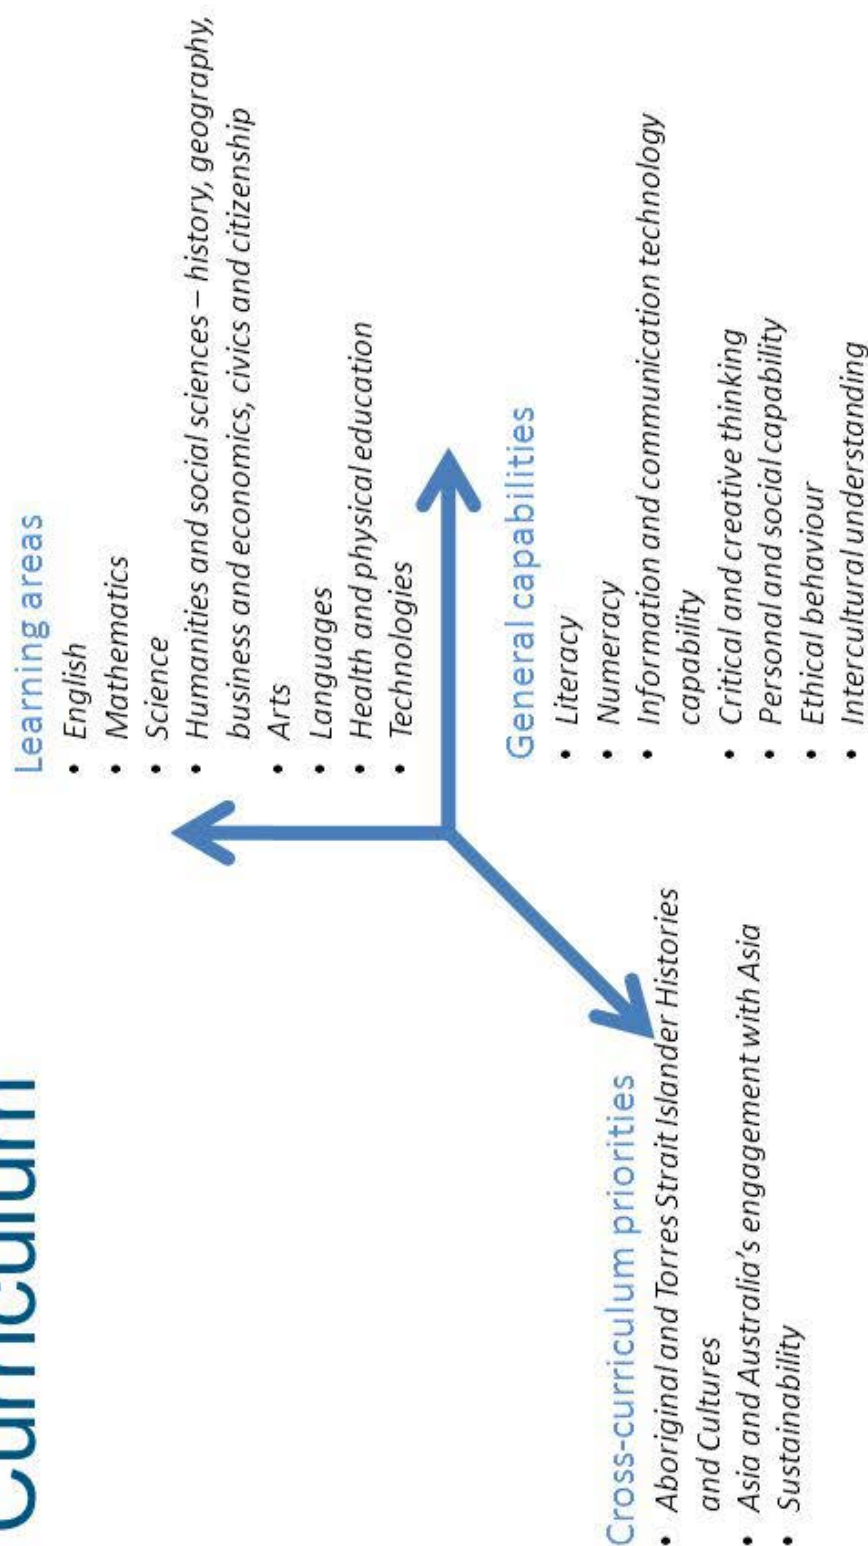 Curriculum
Learning areas
• English
• Mathematics
• Science
• Humanities and social sciences – history, geography,
business and economics, civics and citizenship
• Arts
• Languages
• Health and physical education
• Technologies
General capabilities
• Literacy
• Numeracy
• Information and communication technology
capability
• Critical and creative thinking
• Personal and social capability
• Ethical behaviour
• Intercultural understanding
Cross-curriculum priorities
• Aboriginal and Torres Strait Islander Histories
and Cultures
• Asia and Australia's engagement with Asia
• Sustainability